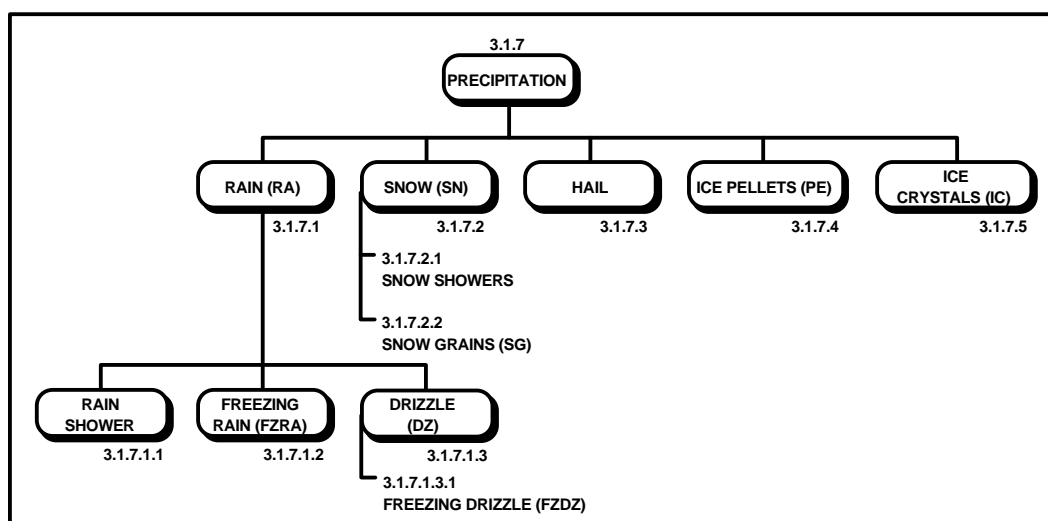 3.1.7
PRECIPITATION
RAIN (RA)
SNOW (SN)
HAIL
ICE PELLETS (PE)
ICE
CRYSTALS (IC)
3.1.7.1
3.1.7.2
3.1.7.3
3.1.7.4
3.1.7.5
3.1.7.2.1
SNOW SHOWERS
3.1.7.2.2
SNOW GRAINS (SG)
RAIN
SHOWER
FREEZING
RAIN (FZRA)
DRIZZLE
(DZ)
3.1.7.1.1
3.1.7.1.2
3.1.7.1.3
3.1.7.1.3.1
FREEZING DRIZZLE (FZDZ)